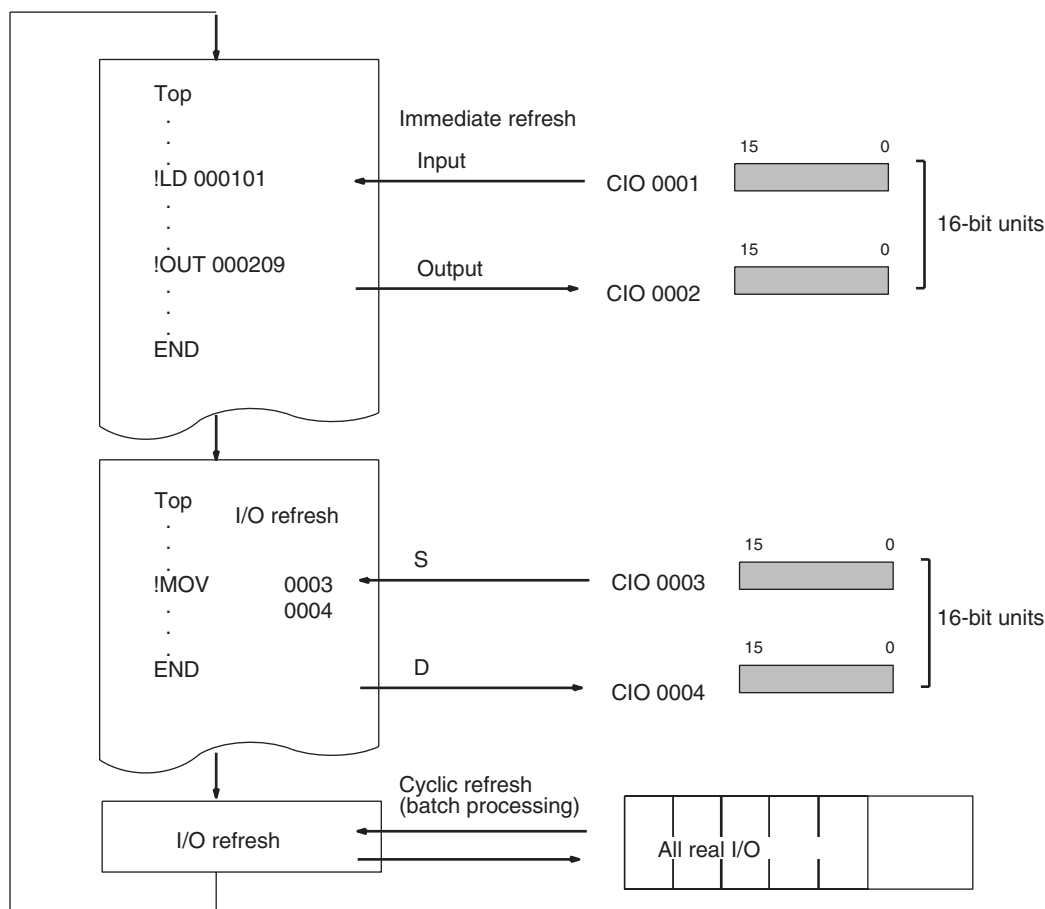 Top
.
.
.
!LD 000101
.
.
.
!OUT 000209
.
.
.
END
Immediate refresh
Input
Output
15 0
CIO 0001
15 0
CIO 0002
16-bit units
Top
.
.
.
I/O refresh
!MOV 0003
0004
.
.
.
END
S
D
15 0
CIO 0003
15 0
CIO 0004
16-bit units
I/O refresh
Cyclic refresh
(batch processing)
All real I/O